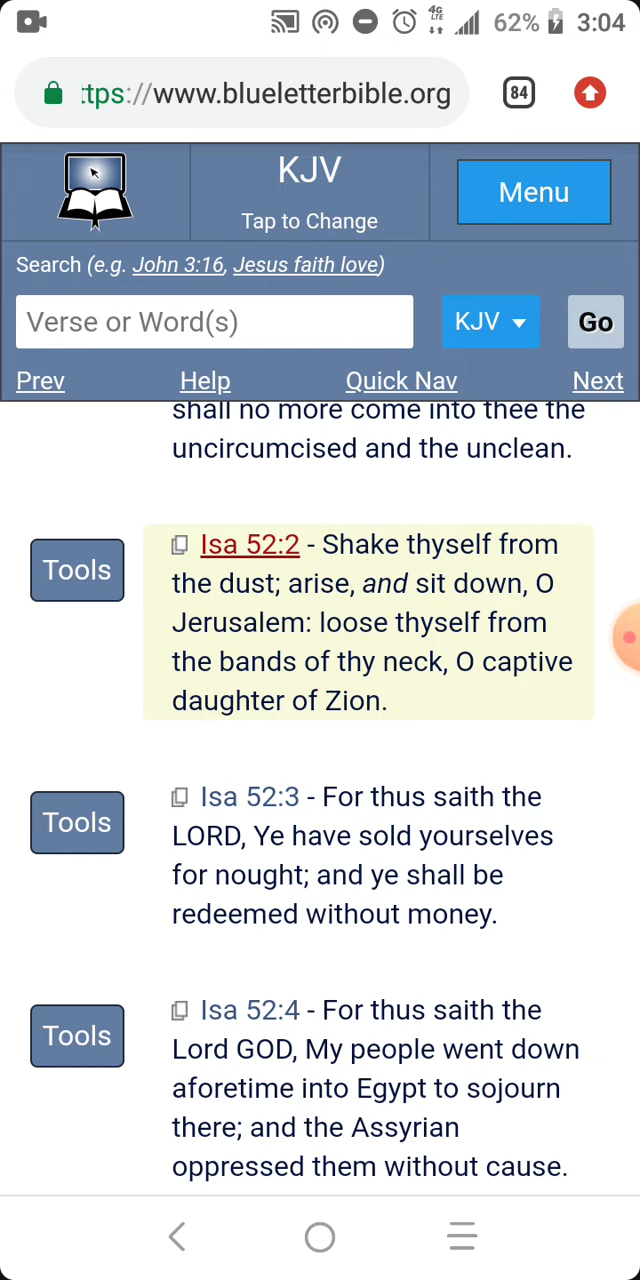 4G
LTE
62%
3:04
ttps://www.blueletterbible.org
84
KJV
Tap to Change
Menu
Search (e.g. John 3:16, Jesus faith love)
Verse or Word(s)
KJV
Go
Prev
Help
Quick Nav
Next
shall no more come into thee the
uncircumcised and the unclean.
Tools
Isa 52:2 - Shake thyself from
the dust; arise, and sit down, O
Jerusalem: loose thyself from
the bands of thy neck, O captive
daughter of Zion.
Tools
Isa 52:3 - For thus saith the
LORD, Ye have sold yourselves
for nought; and ye shall be
redeemed without money.
Tools
Isa 52:4 - For thus saith the
Lord GOD, My people went down
aforetime into Egypt to sojourn
there; and the Assyrian
oppressed them without cause.